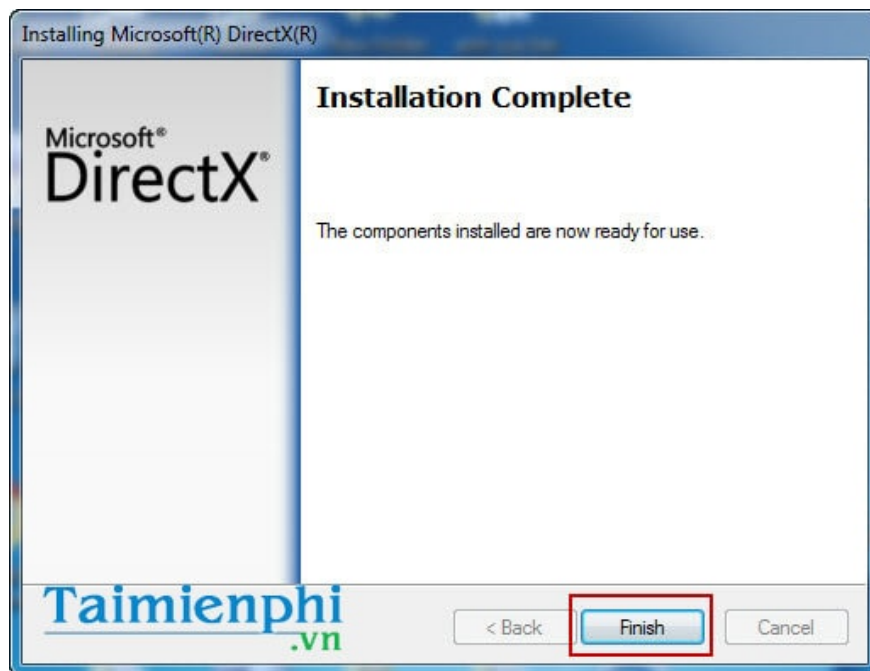 Installing Microsoft(R) DirectX(R)
Microsoft®
DirectX®
Installation Complete
The components installed are now ready for use.
Taimienphi
.vn
< Back
Finish
Cancel